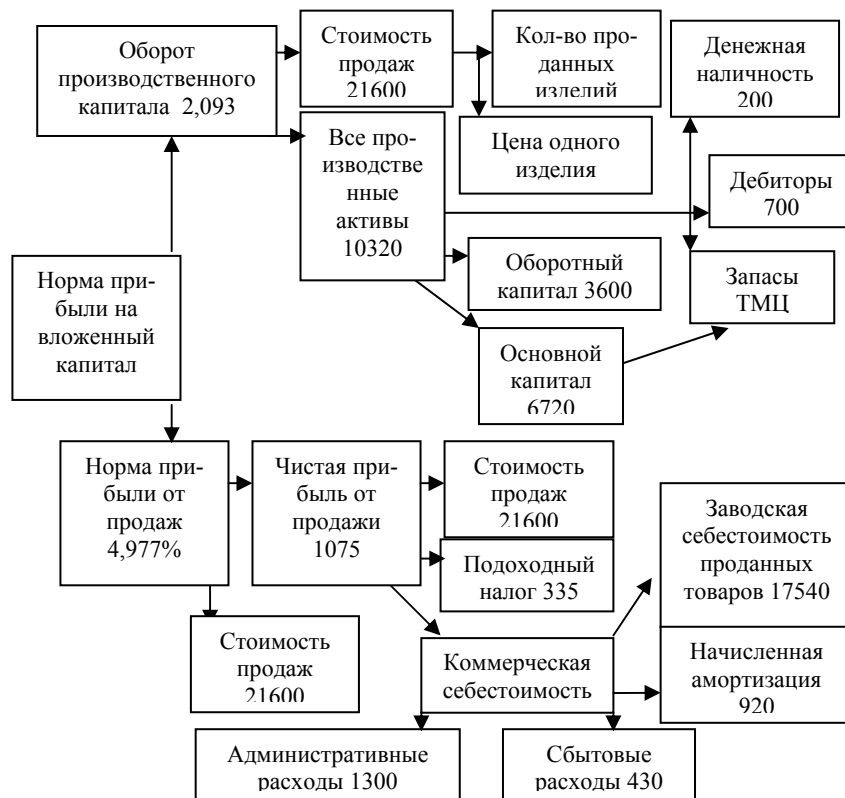 Оборот
производственного
капитала 2,093
Стоимость
продаж
21600
Кол-во про-
данных
изделий
Денежная
наличность
200
Все про-
изводстве
нные
активы
10320
Цена одного
изделия
Дебиторы
700
Оборотный
капитал 3600
Запасы
ТМЦ
Норма при-
были на
вложенный
капитал
Основной
капитал
6720
Норма при-
были от
продаж
4,977%
Чистая при-
быль от
продажи
1075
Стоимость
продаж
21600
Подоходный
налог 335
Заводская
себестоимость
проданных
товаров 17540
Стоимость
продаж
21600
Коммерческая
себестоимость
Начисленная
амортизация
920
Административные
расходы 1300
Сбытовые
расходы 430